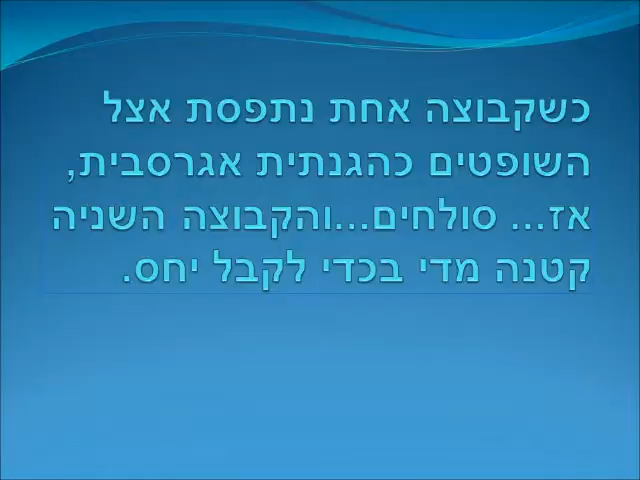 כשקבוצה אחת נתפסת אצל
השופטים כהגנתית אגרסבית,
אז... סולחים...והקבוצה השניה
קטנה מדי בכדי לקבל יחס.